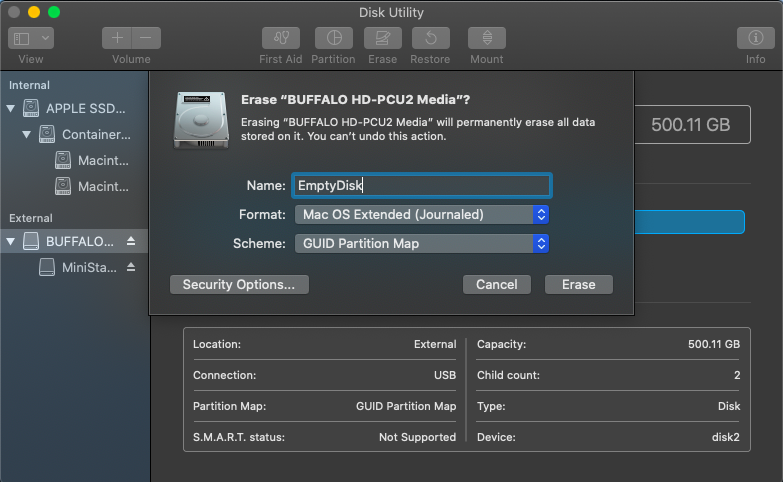 Disk Utility
View
Volume
First Aid
Partition
Erase
Restore
Mount
Info
Internal
APPLE SSD...
Container...
Macint...
Macint...
External
BUFFALO...
MiniSta...
Erase “BUFFALO HD-PCU2 Media”?
Erasing “BUFFALO HD-PCU2 Media” will permanently erase all data
stored on it. You can’t undo this action.
Name: EmptyDisk
Format: Mac OS Extended (Journaled)
Scheme: GUID Partition Map
Security Options...
Cancel
Erase
500.11 GB
Location: External
Capacity: 500.11 GB
Connection: USB
Child count: 2
Partition Map: GUID Partition Map
Type: Disk
S.M.A.R.T. status: Not Supported
Device: disk2